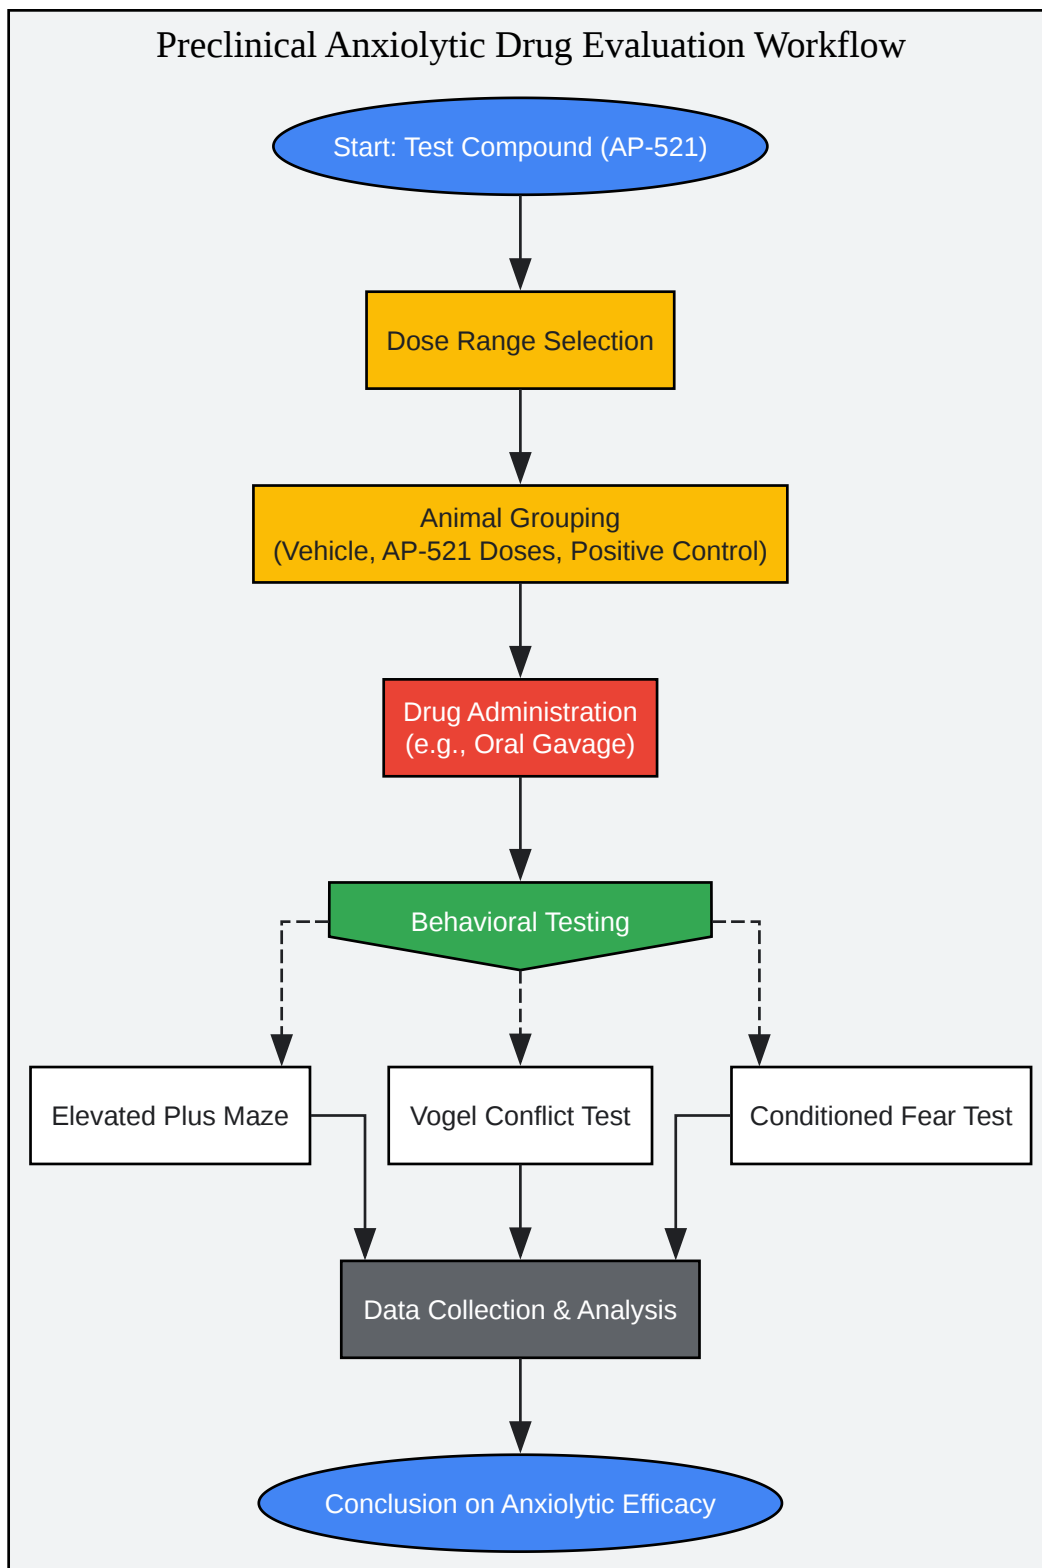 Preclinical Anxiolytic Drug Evaluation Workflow
Start: Test Compound (AP-521)
Dose Range Selection
Animal Grouping
(Vehicle, AP-521 Doses, Positive Control)
Drug Administration
(e.g., Oral Gavage)
Behavioral Testing
Elevated Plus Maze
Vogel Conflict Test
Conditioned Fear Test
Data Collection & Analysis
Conclusion on Anxiolytic Efficacy